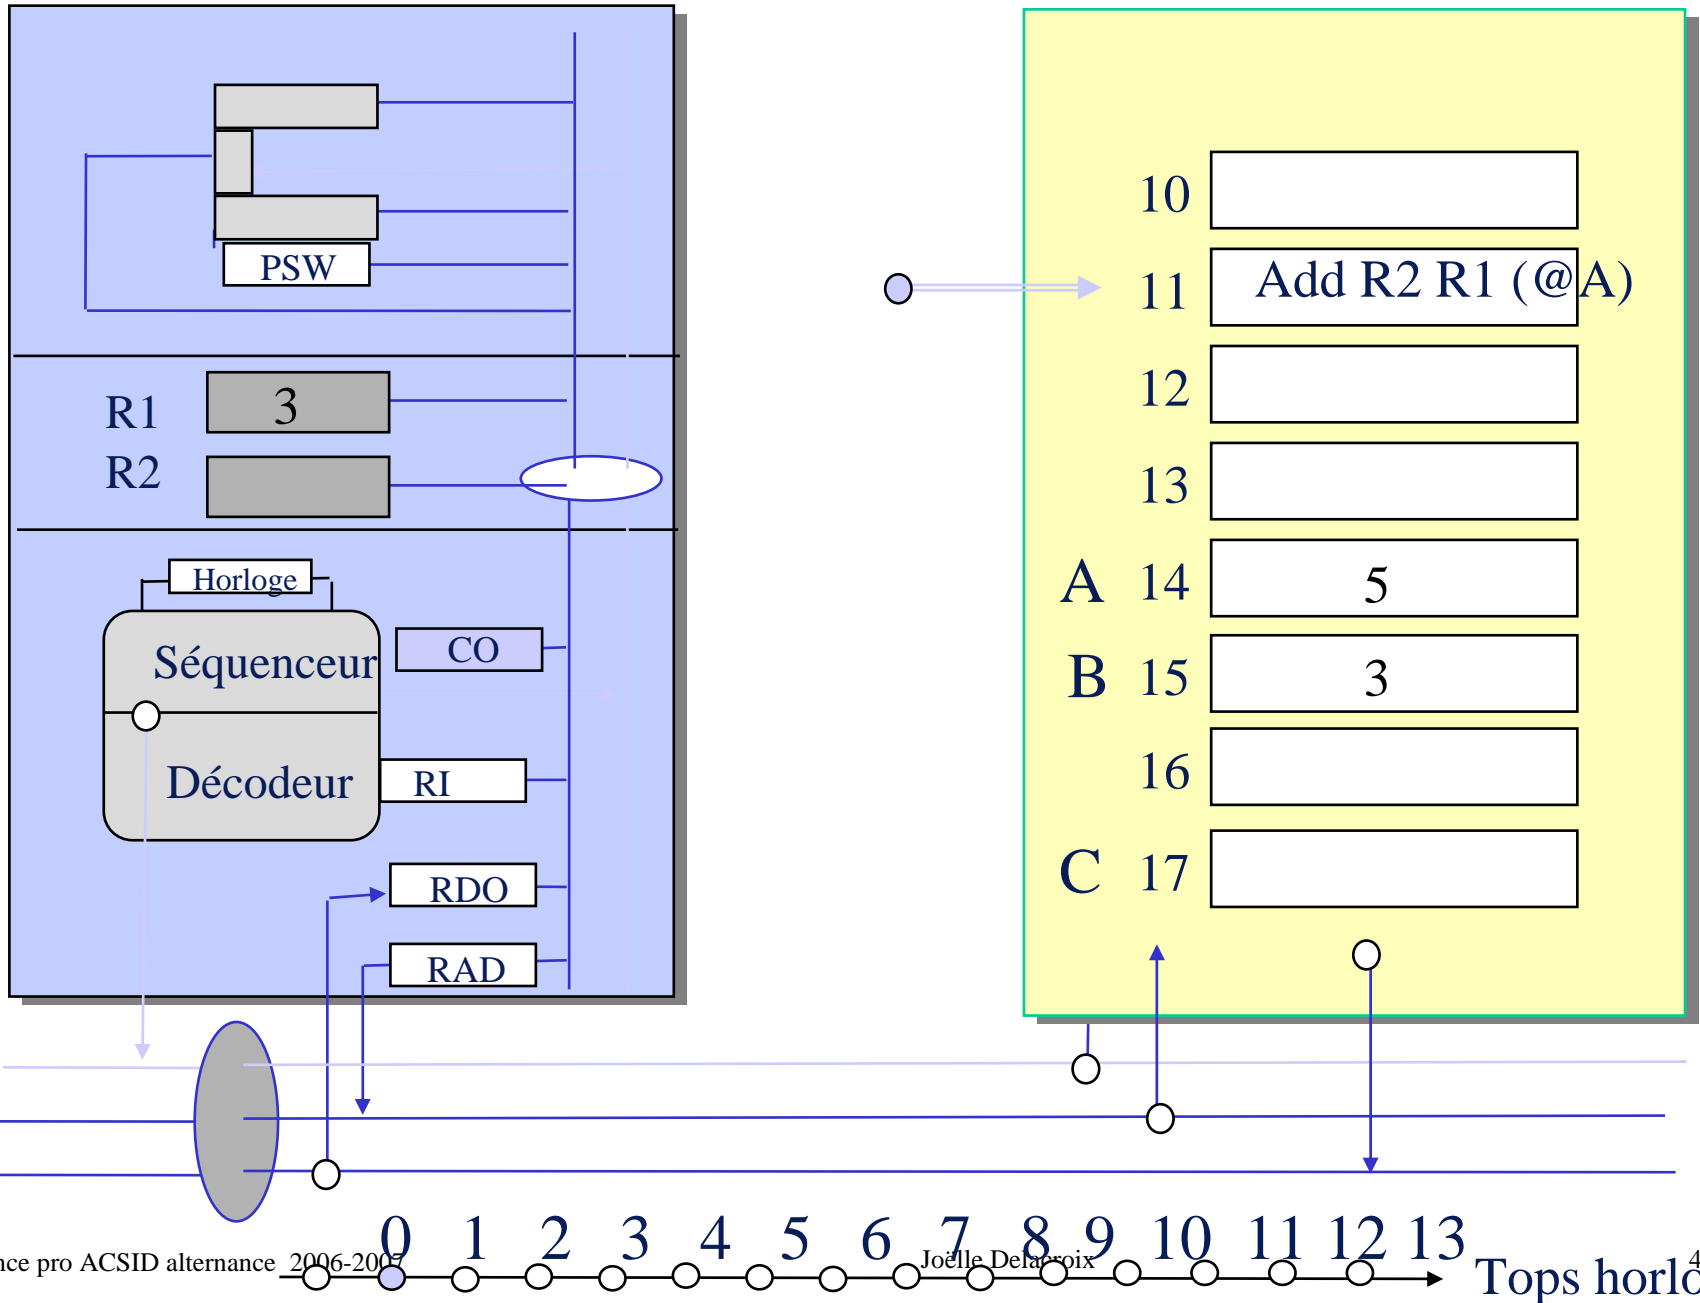 PSW
R1 3
R2
Horloge
Séquenceur
CO
Décodeur
RI
RDO
RAD
10
11 Add R2 R1 (@A)
12
13
A 14 5
B 15 3
16
C 17
0 1 2 3 4 5 6 7 8 9 10 11 12 13
nce pro ACSID alternance 2006-2007
Joëlle Delacroix
4
Tops horlo